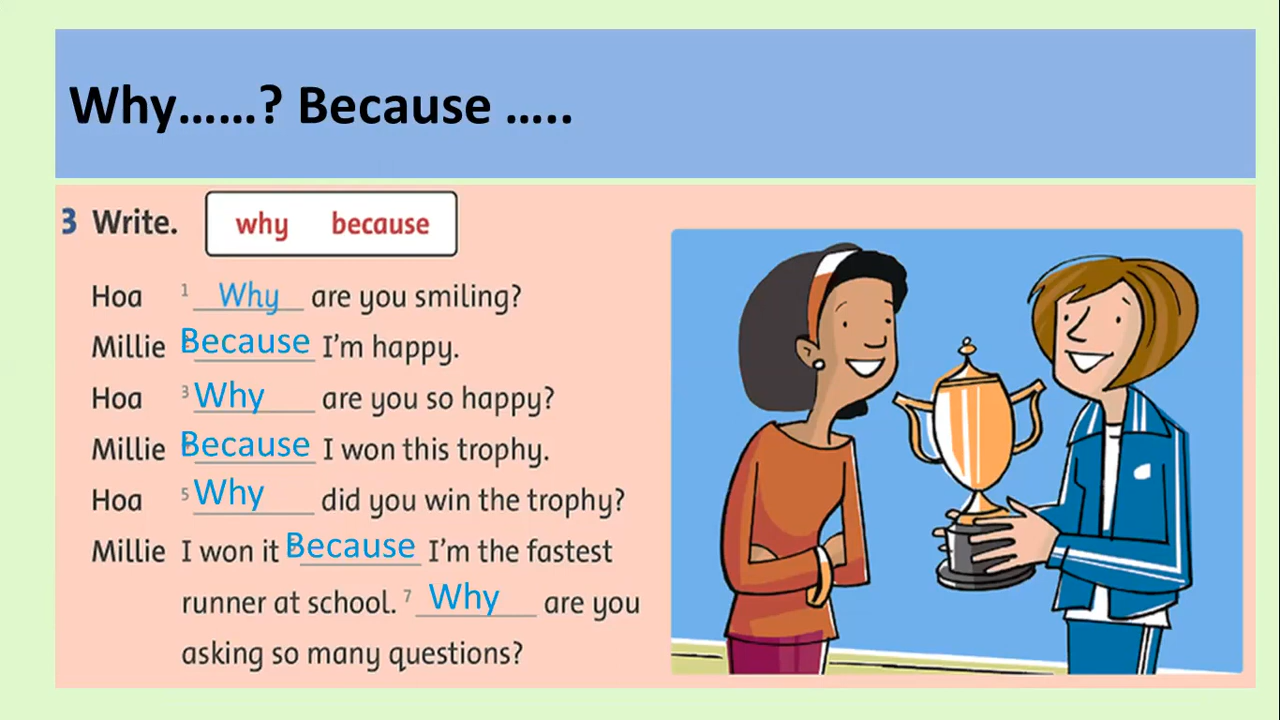 Why……? Because …..
3 Write. why because
Hoa 1 Why are you smiling?
Millie Because I'm happy.
Hoa 3 Why are you so happy?
Millie Because I won this trophy.
Hoa 5 Why did you win the trophy?
Millie I won it Because I'm the fastest
runner at school. 7 Why are you
asking so many questions?